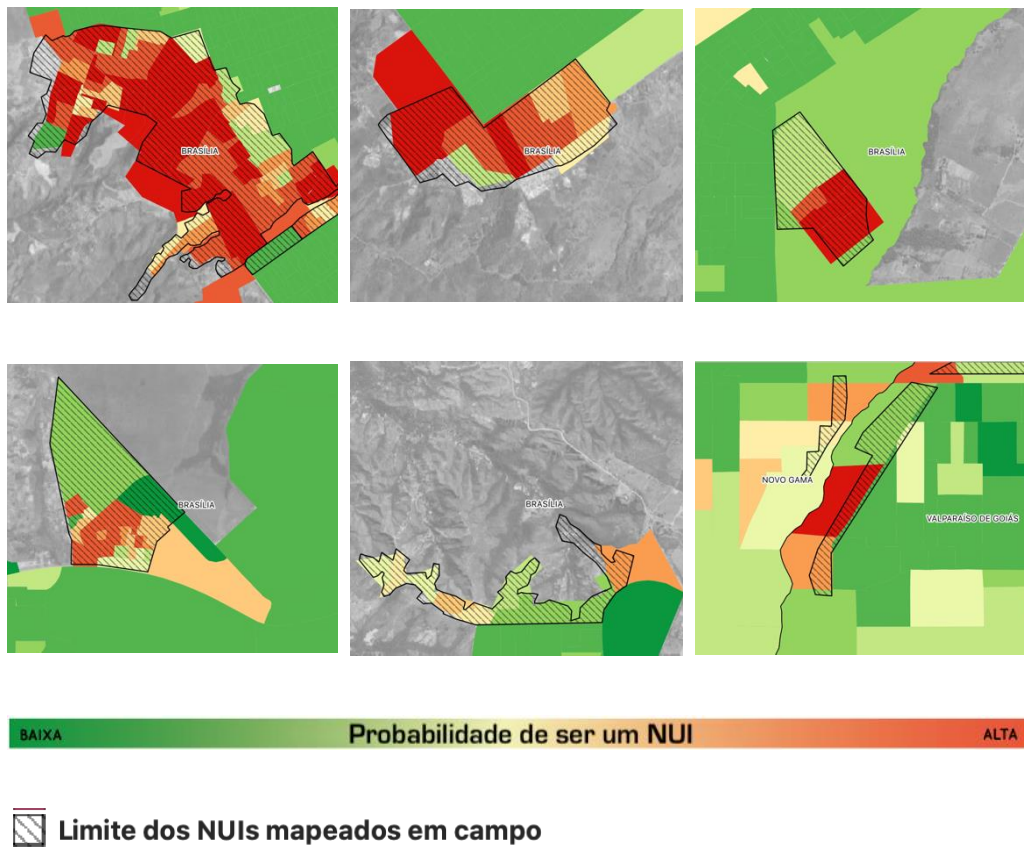 BRASÍLIA
BRASÍLIA
BRASÍLIA
BRASÍLIA
BRASÍLIA
NOVO GAMA
VALPARAÍSO DE GOIÁS
BAIXA Probabilidade de ser um NUI ALTA
Limite dos NUIs mapeados em campo